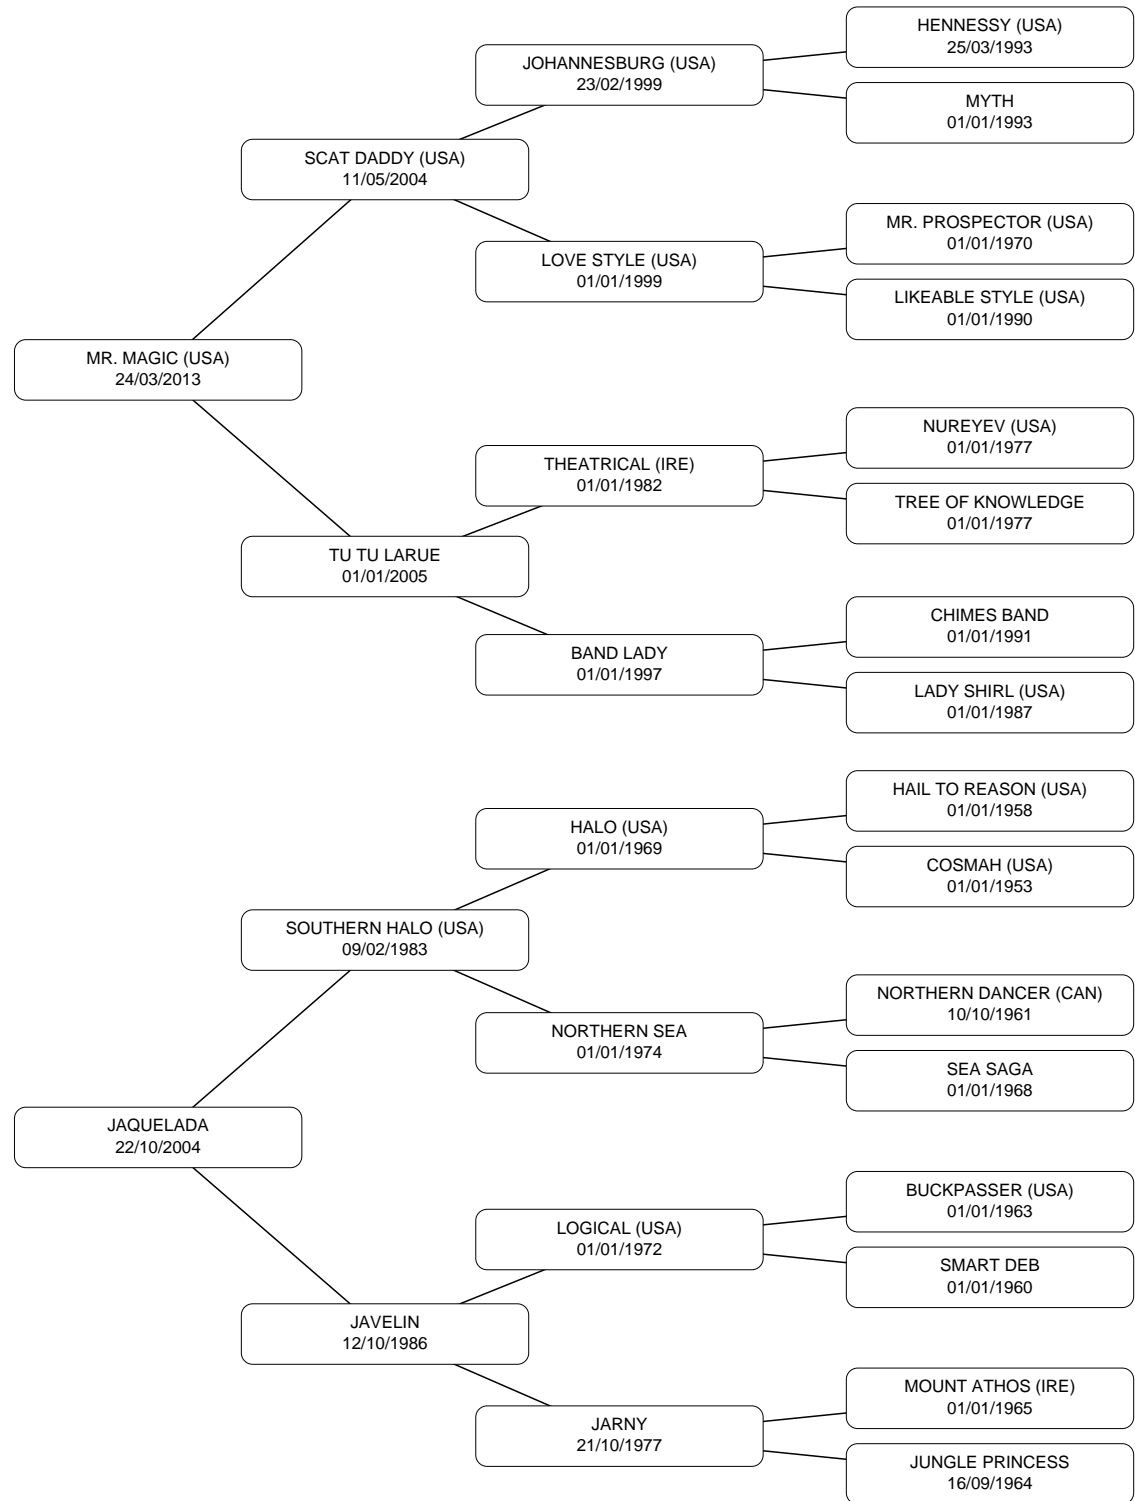 HENNESSY (USA)
25/03/1993
JOHANNESBURG (USA)
23/02/1999
MYTH
01/01/1993
SCAT DADDY (USA)
11/05/2004
MR. PROSPECTOR (USA)
01/01/1970
LOVE STYLE (USA)
01/01/1999
LIKEABLE STYLE (USA)
01/01/1990
MR. MAGIC (USA)
24/03/2013
NUREYEV (USA)
01/01/1977
THEATRICAL (IRE)
01/01/1982
TREE OF KNOWLEDGE
01/01/1977
TU TU LARUE
01/01/2005
CHIMES BAND
01/01/1991
BAND LADY
01/01/1997
LADY SHIRL (USA)
01/01/1987
HAIL TO REASON (USA)
01/01/1958
HALO (USA)
01/01/1969
COSMAH (USA)
01/01/1953
SOUTHERN HALO (USA)
09/02/1983
NORTHERN DANCER (CAN)
10/10/1961
NORTHERN SEA
01/01/1974
SEA SAGA
01/01/1968
JAQUELADA
22/10/2004
BUCKPASSER (USA)
01/01/1963
LOGICAL (USA)
01/01/1972
SMART DEB
01/01/1960
JAVELIN
12/10/1986
MOUNT ATHOS (IRE)
01/01/1965
JARNY
21/10/1977
JUNGLE PRINCESS
16/09/1964